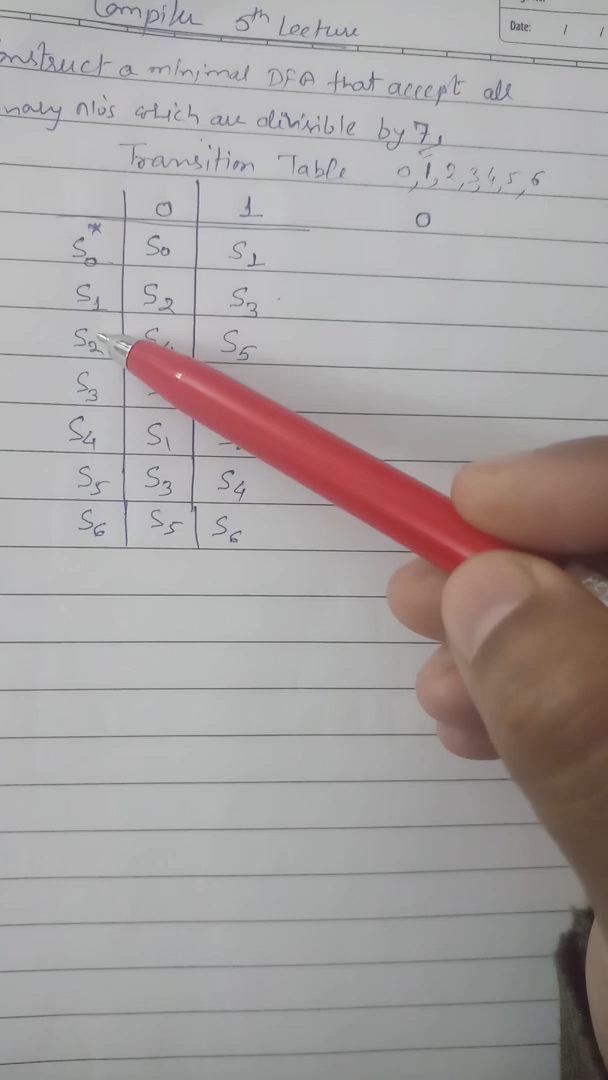 Compiler 5th Lecture
Date: / /
onstruct a minimal DFA that accept all
nary no's which are divisible by 7,
Transition Table 0,1,2,3,4,5,6
0 1 0
S0* S0 S1
S1 S2 S3
S2 S5
S3
S4 S1
S5 S3 S4
S6 S5 S6